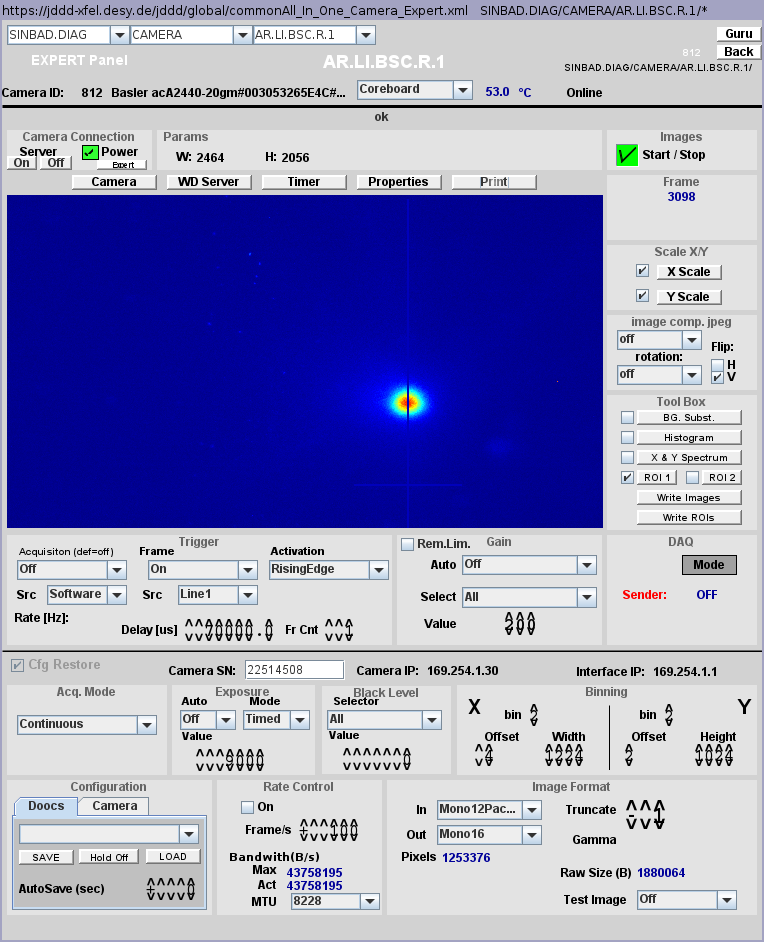 https://jddd-xfel.desy.de/jddd/global/commonAll_In_One_Camera_Expert.xml SINBAD.DIAG/CAMERA/AR.LI.BSC.R.1/*
SINBAD.DIAG CAMERA AR.LI.BSC.R.1 Guru
EXPERT Panel AR.LI.BSC.R.1 812 Back
SINBAD.DIAG/CAMERA/AR.LI.BSC.R.1/
Camera ID: 812 Basler acA2440-20gm#003053265E4C#... Coreboard 53.0 °C Online
ok
Camera Connection Params Images
Server Power W: 2464 H: 2056 Start / Stop
On Off Expert
Camera WD Server Timer Properties Print Frame
3098
Scale X/Y
X Scale
Y Scale
image comp. jpeg
off Flip:
rotation: H
off V
Tool Box
BG. Subst.
Histogram
X & Y Spectrum
ROI 1 ROI 2
Write Images
Write ROIs
Trigger Rem.Lim. Gain DAQ
Acquisiton (def=off) Frame Activation
Off On RisingEdge Auto Off Mode
Src Software Src Line1 Select All Sender: OFF
Rate [Hz]: Value 200
Delay [us] 70000.0 Fr Cnt 1
Cfg Restore Camera SN: 22514508 Camera IP: 169.254.1.30 Interface IP: 169.254.1.1
Acq. Mode Exposure Black Level Binning
Auto Mode Selector X bin 2 bin 2 Y
Continuous Off Timed All
Value Value Offset Width Offset Height
9000 0 4 1224 2 1024
Configuration Rate Control Image Format
Doocs Camera On In Mono12Pac... Truncate - 1
Frame/s + 100 Out Mono16 Gamma
SAVE Hold Off LOAD Bandwith(B/s) Pixels 1253376
Max 43758195 Raw Size (B) 1880064
AutoSave (sec) + 0 Act 43758195
MTU 8228 Test Image Off